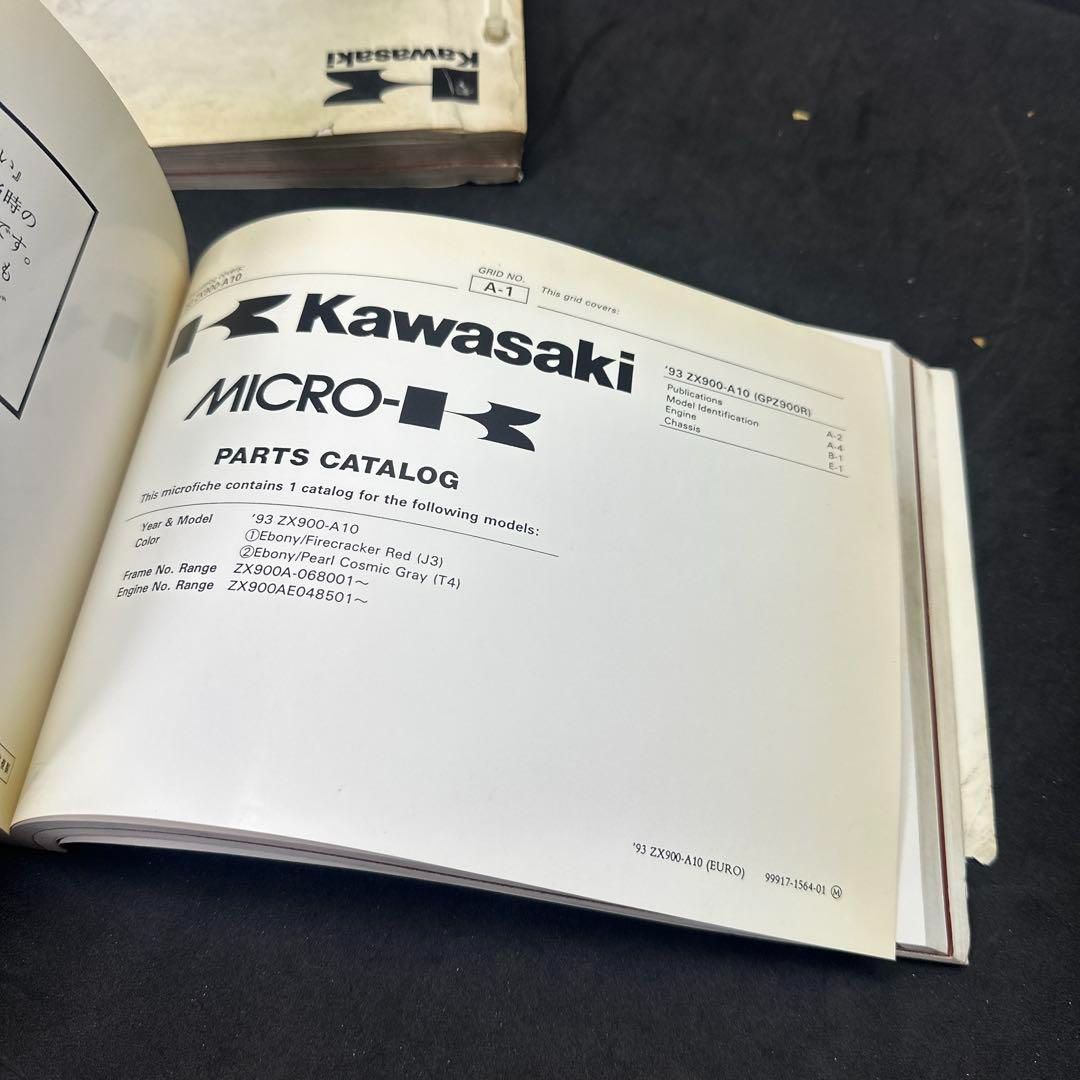 Kawasaki
時の
です。
も
ZX900-A10
GRID NO.
A-1
This grid covers:
Kawasaki
MICRO-K
PARTS CATALOG
This microfiche contains 1 catalog for the following models:
Year & Model '93 ZX900-A10
Color ①Ebony/Firecracker Red (J3)
②Ebony/Pearl Cosmic Gray (T4)
Frame No. Range ZX900A-068001～
Engine No. Range ZX900AE048501～
'93 ZX900-A10 (GPZ900R)
Publications A-2
Model Identification A-4
Engine B-1
Chassis E-1
'93 ZX900-A10 (EURO) 99917-1564-01 Ⓜ